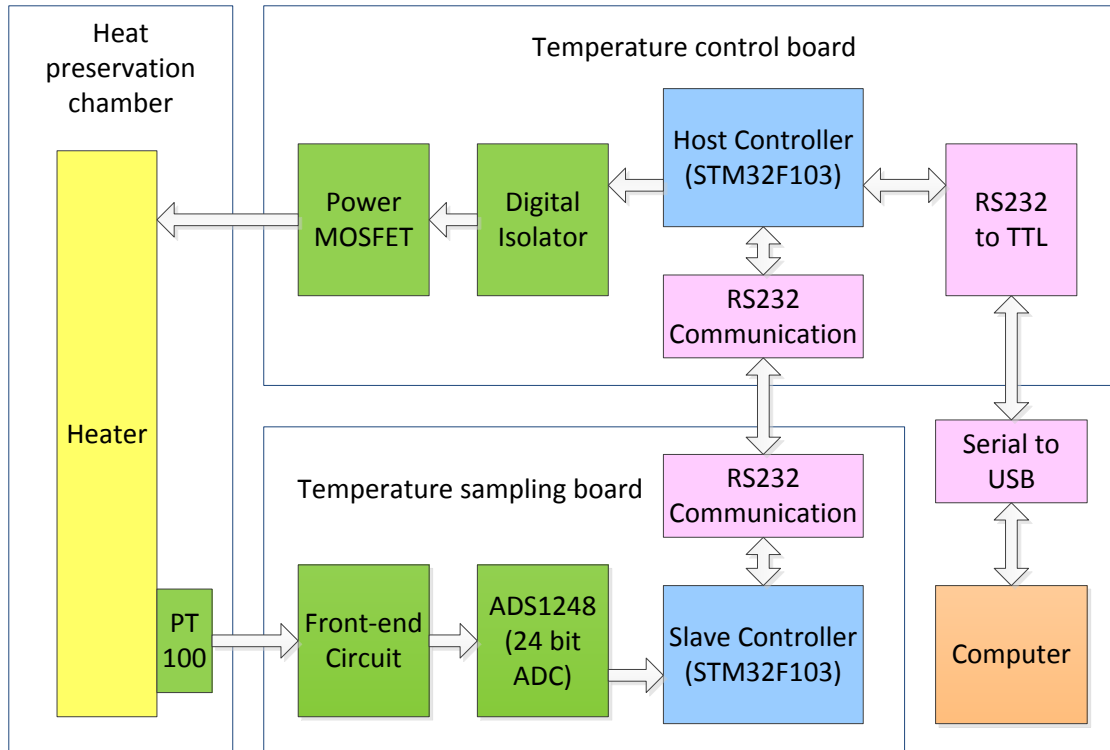 Heat
preservation
chamber
Heater
PT
100
Temperature control board
Power
MOSFET
Digital
Isolator
Host Controller
(STM32F103)
RS232
to TTL
RS232
Communication
Temperature sampling board
RS232
Communication
Front-end
Circuit
ADS1248
(24 bit
ADC)
Slave Controller
(STM32F103)
Serial to
USB
Computer